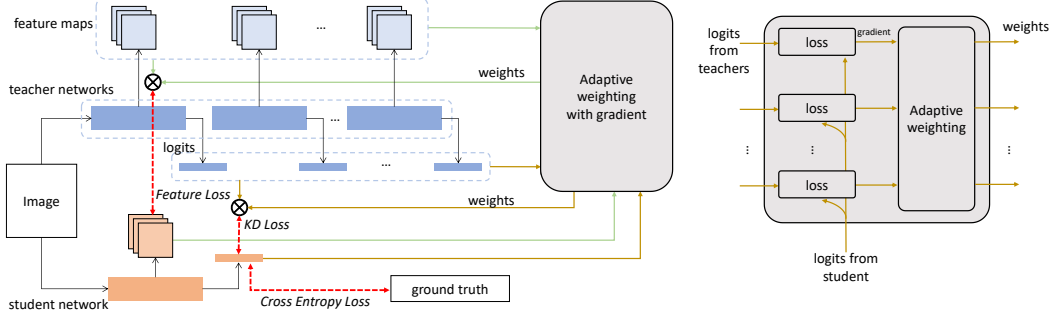 feature maps
...
weights
teacher networks
...
logits
...
Image
Feature Loss
weights
KD Loss
student network
Cross Entropy Loss
ground truth
Adaptive
weighting
with gradient
logits from
teachers
loss
gradient
weights
loss
Adaptive
weighting
...
...
...
loss
logits from
student